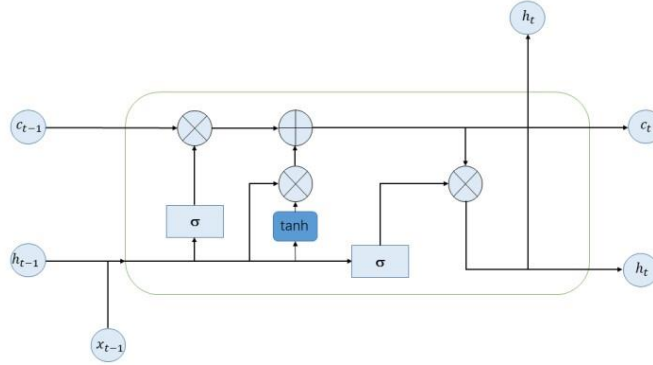 h_t
c_{t-1}
c_t
σ
tanh
h_{t-1}
σ
h_t
x_{t-1}